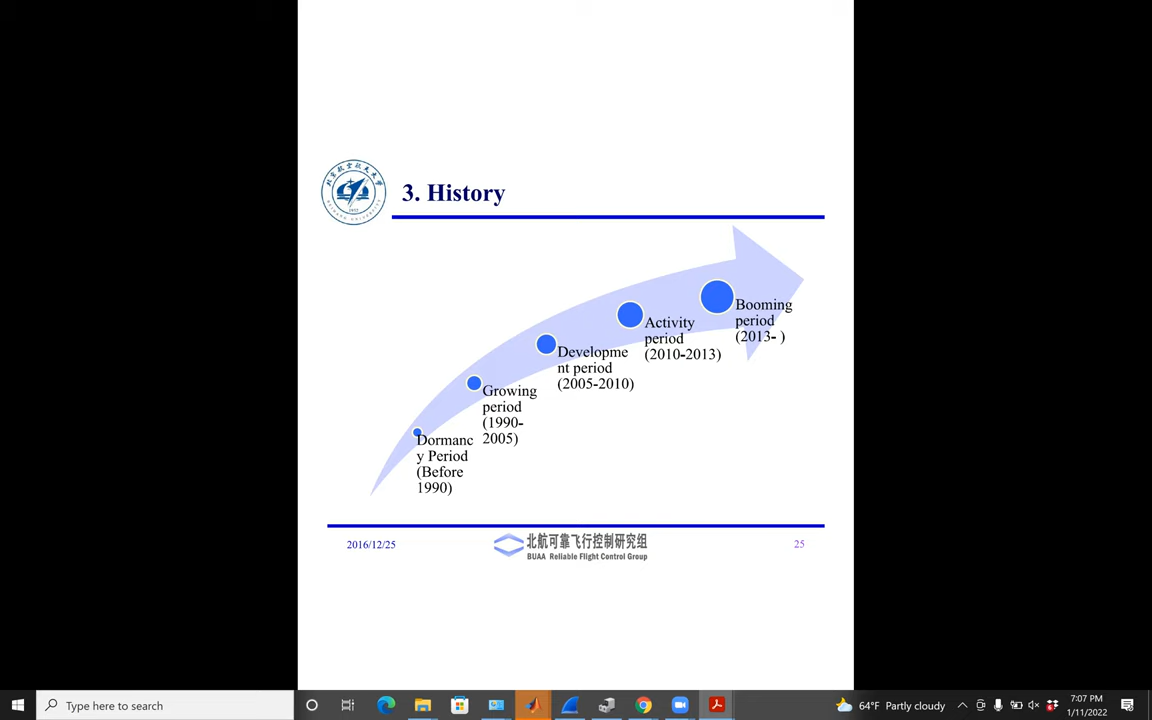 3. History
Booming
period
(2013- )
Activity
period
(2010-2013)
Developme
nt period
(2005-2010)
Growing
period
(1990-
2005)
Dormanc
y Period
(Before
1990)
2016/12/25
北航可靠飞行控制研究组
BUAA Reliable Flight Control Group
25
Type here to search
64°F Partly cloudy
7:07 PM
1/11/2022